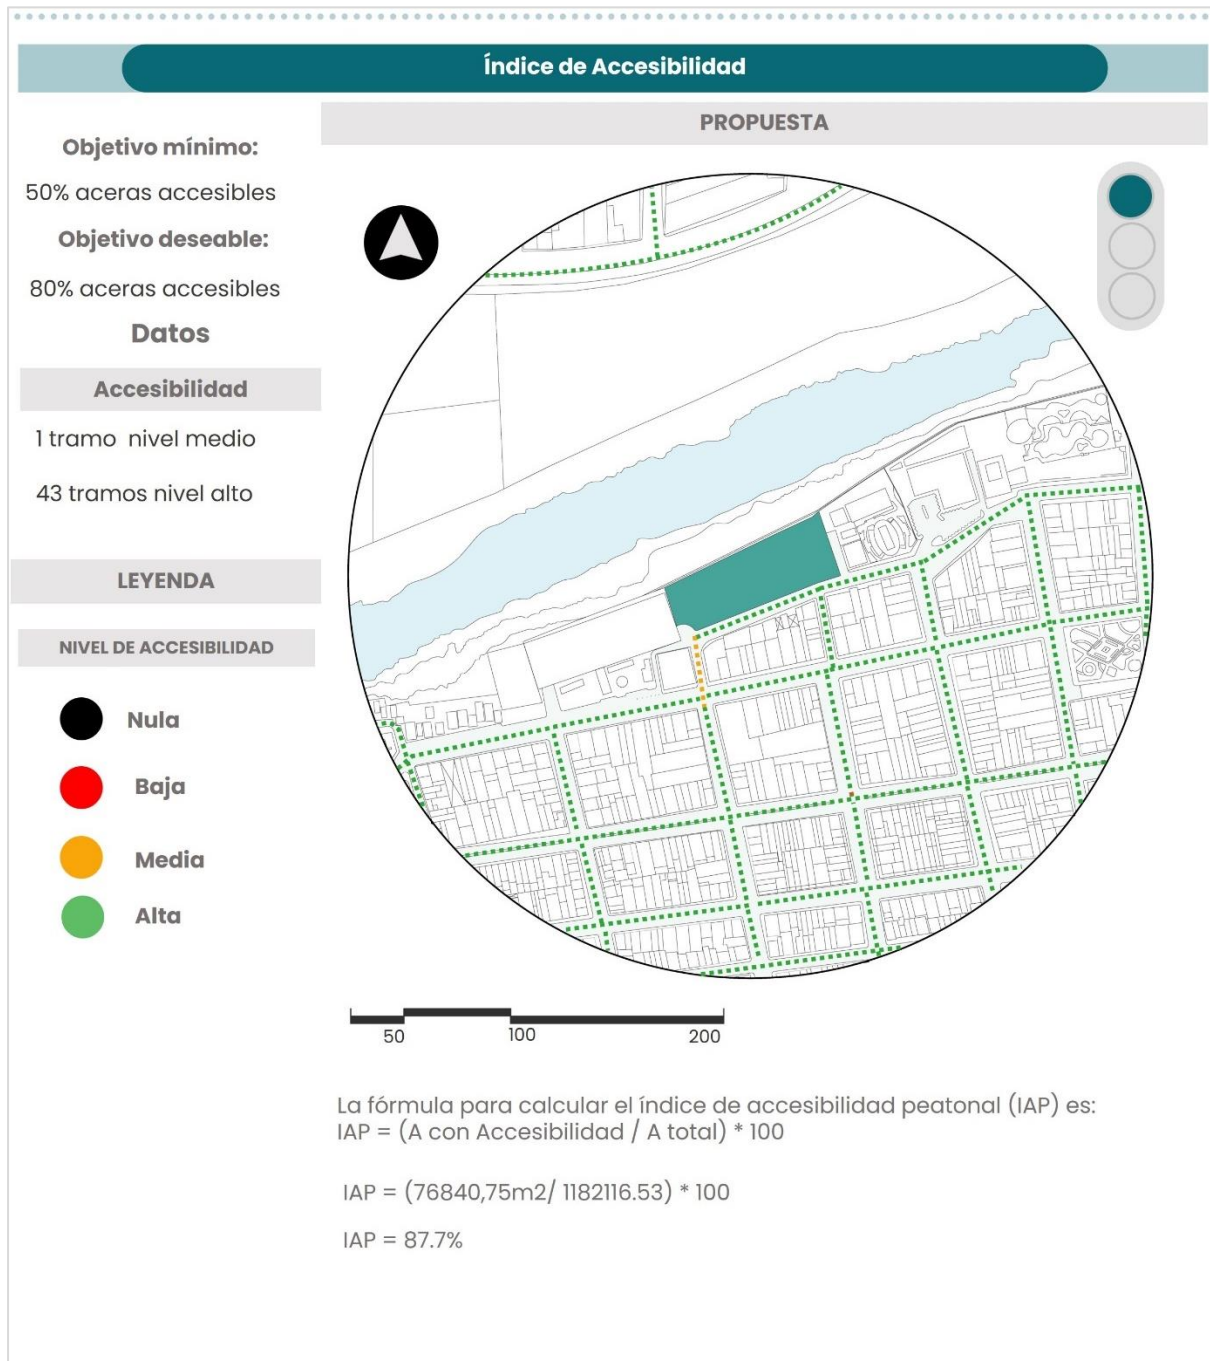 Índice de Accesibilidad
PROPUESTA
Objetivo mínimo:
50% aceras accesibles
Objetivo deseable:
80% aceras accesibles
Datos
Accesibilidad
1 tramo nivel medio
43 tramos nivel alto
LEYENDA
NIVEL DE ACCESIBILIDAD
Nula
Baja
Media
Alta
50 100 200
La fórmula para calcular el índice de accesibilidad peatonal (IAP) es:
IAP = (A con Accesibilidad / A total) * 100
IAP = (76840,75m2/ 1182116.53) * 100
IAP = 87.7%